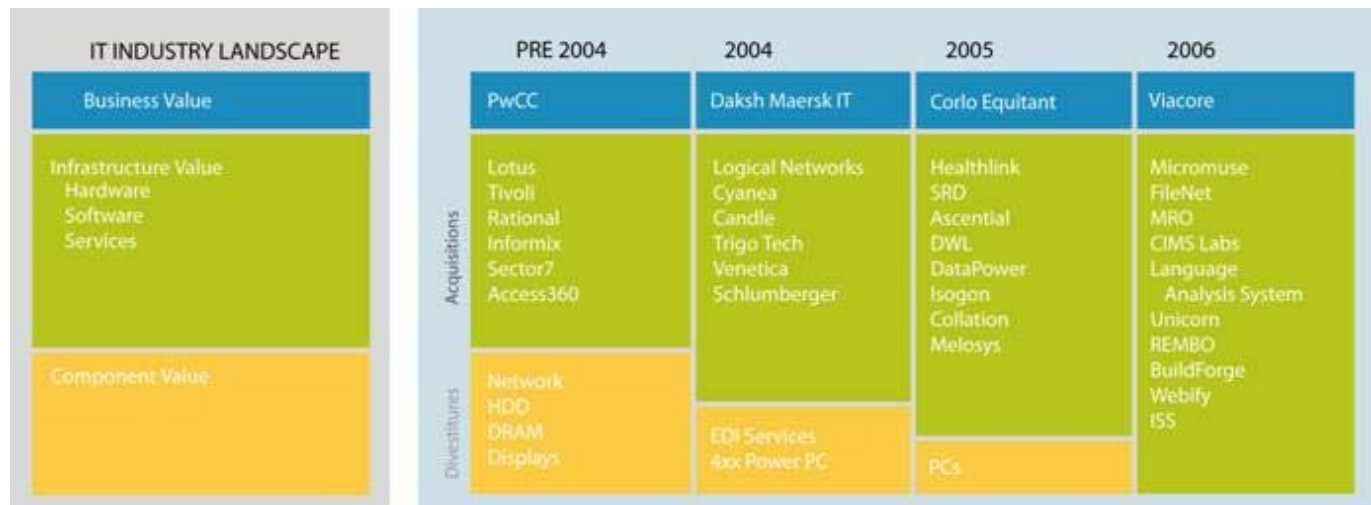 IT INDUSTRY LANDSCAPE
Business Value
Infrastructure Value
Hardware
Software
Services
Component Value
Acquisitions
Divestitures
PRE 2004
PwCC
Lotus
Tivoli
Rational
Informix
Sector7
Access360
Network
HDD
DRAM
Displays
2004
Daksh Maersk IT
Logical Networks
Cyanea
Candle
Trigo Tech
Venetica
Schlumberger
EDI Services
4xx Power PC
2005
Corlo Equitant
Healthlink
SRD
Ascential
DWL
DataPower
Isogon
Collation
Melosys
PCs
2006
Viacore
Micromuse
FileNet
MRO
CIMS Labs
Language
Analysis System
Unicorn
REMBO
BuildForge
Webify
ISS